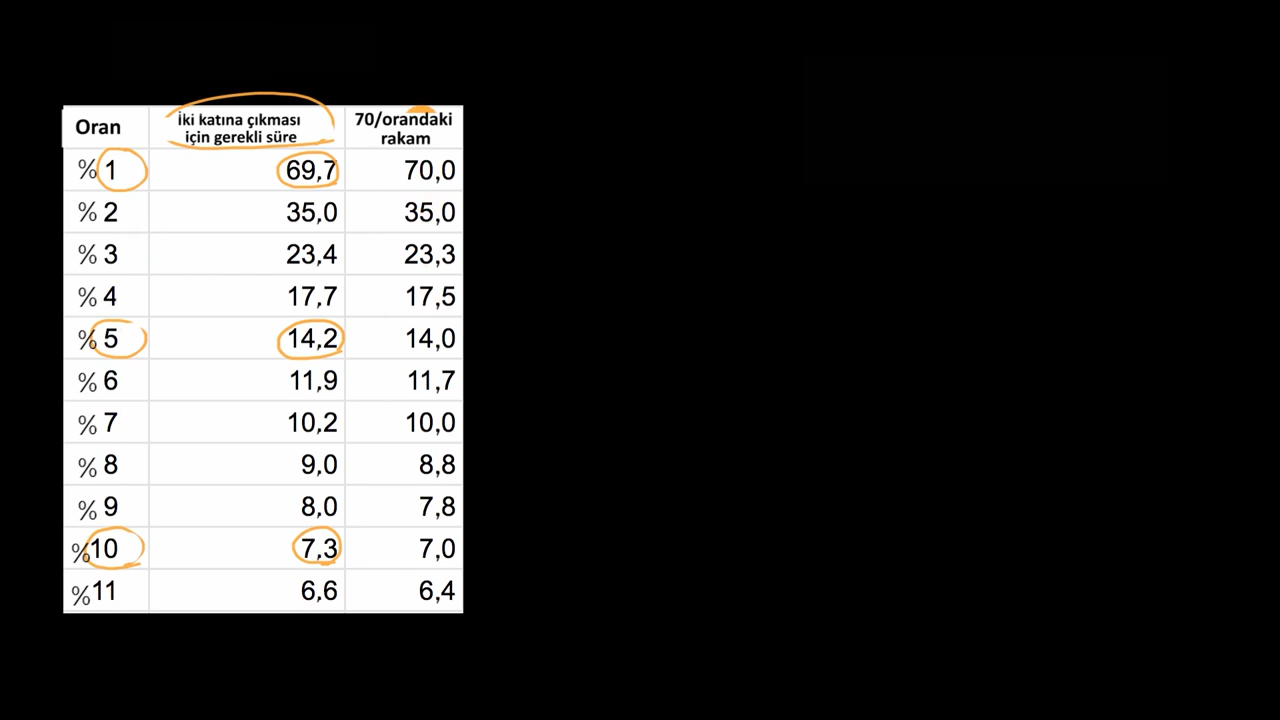 Oran İki katına çıkması için gerekli süre 70/orandaki rakam
% 1 69,7 70,0
% 2 35,0 35,0
% 3 23,4 23,3
% 4 17,7 17,5
% 5 14,2 14,0
% 6 11,9 11,7
% 7 10,2 10,0
% 8 9,0 8,8
% 9 8,0 7,8
%10 7,3 7,0
%11 6,6 6,4